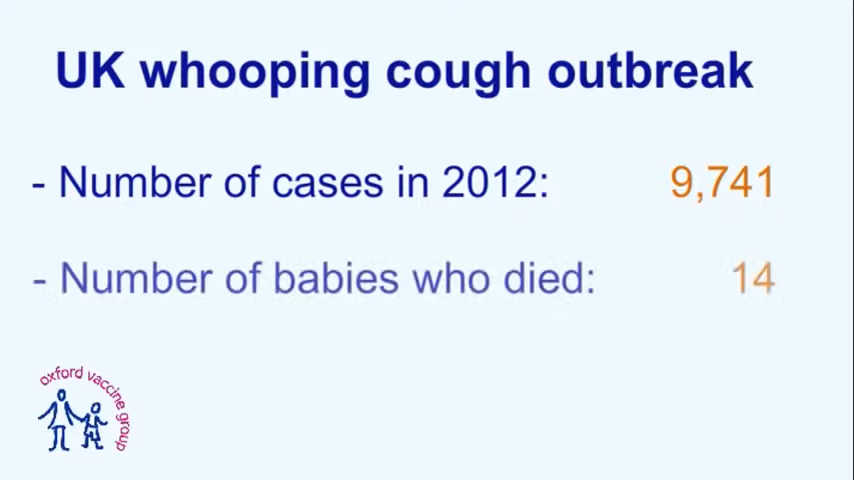 UK whooping cough outbreak
- Number of cases in 2012: 9,741
- Number of babies who died: 14
oxford vaccine group